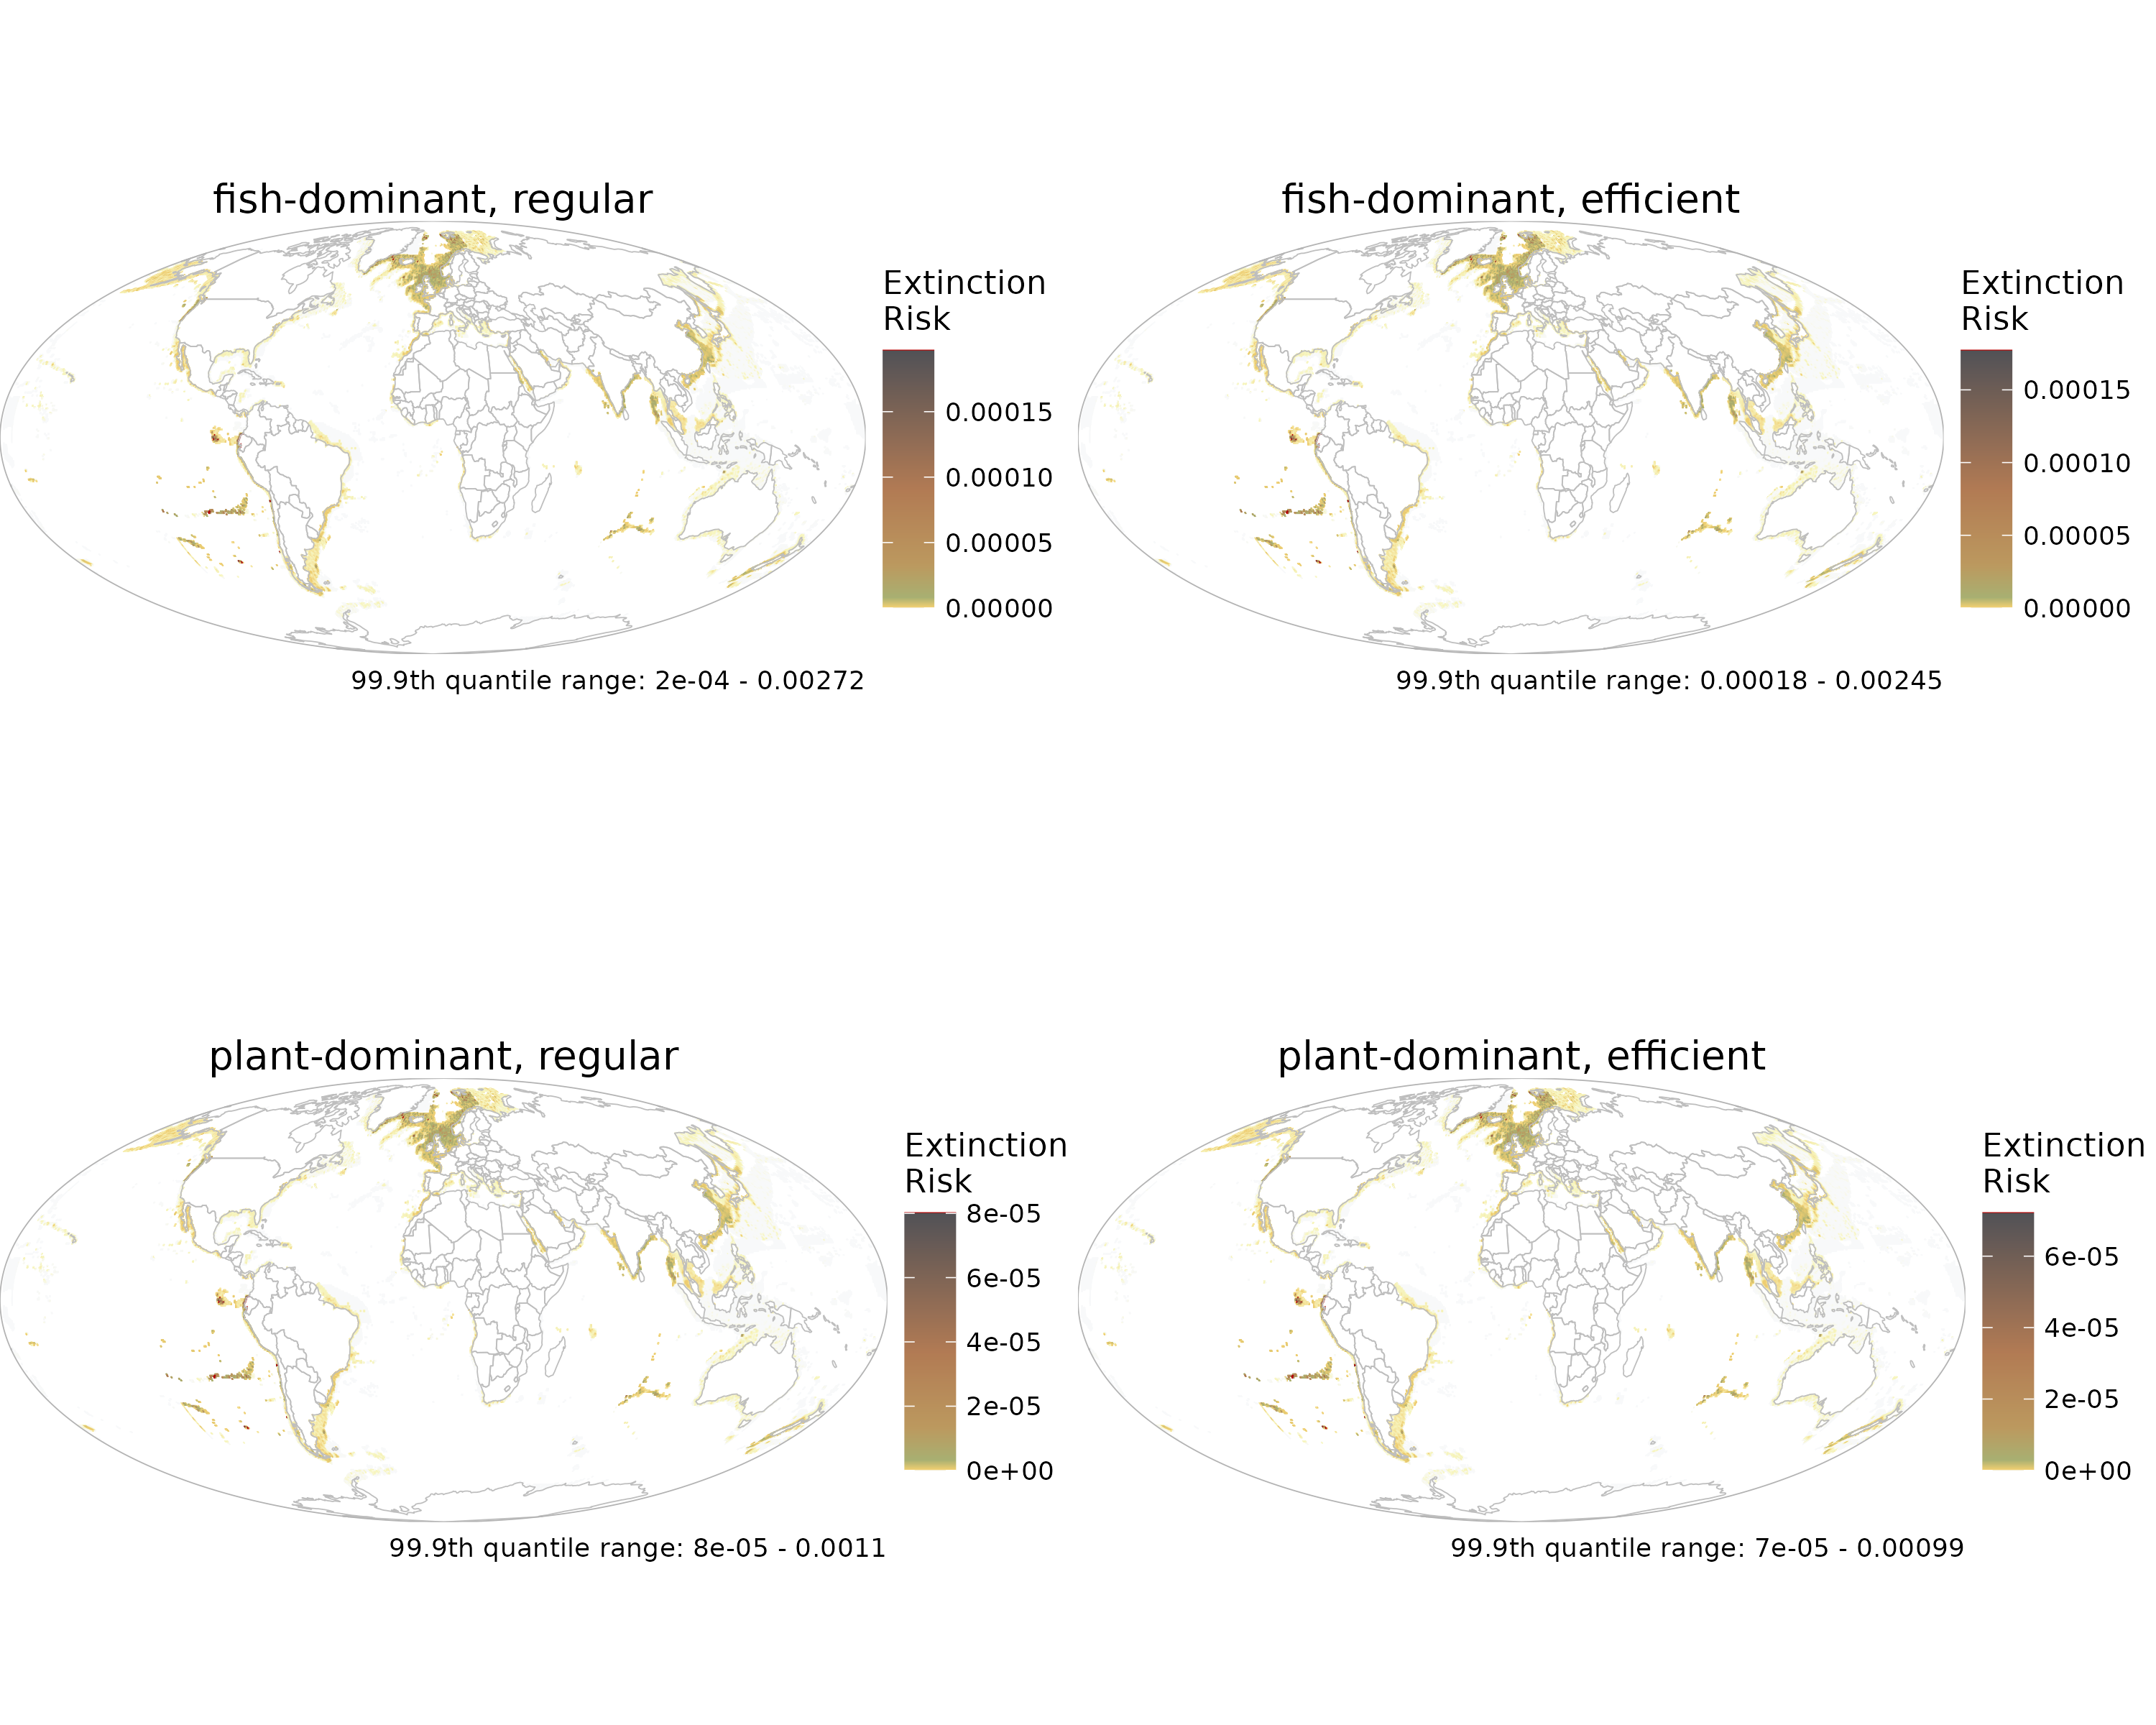 fish-dominant, regular
Extinction
Risk
0.00015
0.00010
0.00005
0.00000
99.9th quantile range: 2e-04 - 0.00272
fish-dominant, efficient
Extinction
Risk
0.00015
0.00010
0.00005
0.00000
99.9th quantile range: 0.00018 - 0.00245
plant-dominant, regular
Extinction
Risk
8e-05
6e-05
4e-05
2e-05
0e+00
99.9th quantile range: 8e-05 - 0.0011
plant-dominant, efficient
Extinction
Risk
6e-05
4e-05
2e-05
0e+00
99.9th quantile range: 7e-05 - 0.00099